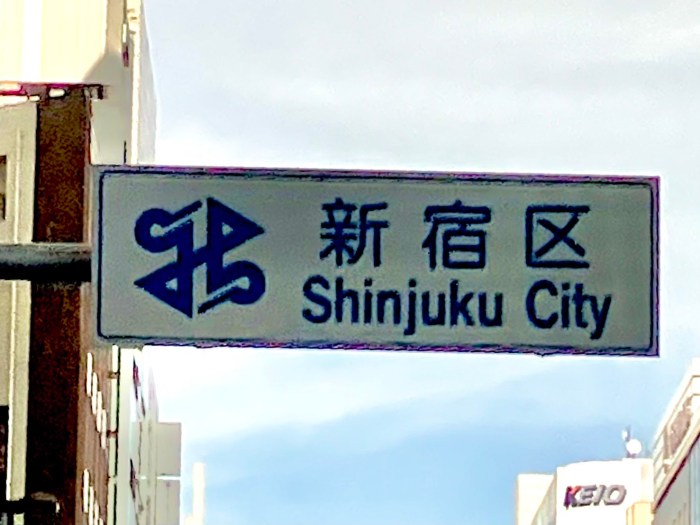 新宿区
Shinjuku City
KEIO